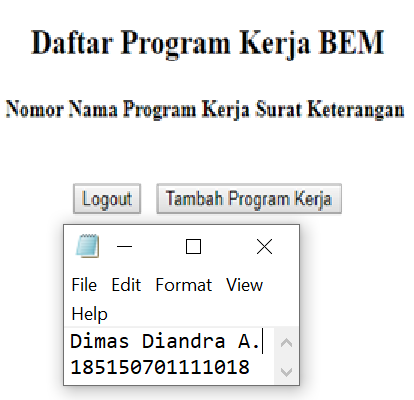 Daftar Program Kerja BEM
Nomor Nama Program Kerja Surat Keterangan
Logout Tambah Program Kerja
File Edit Format View
Help
Dimas Diandra A.
185150701111018